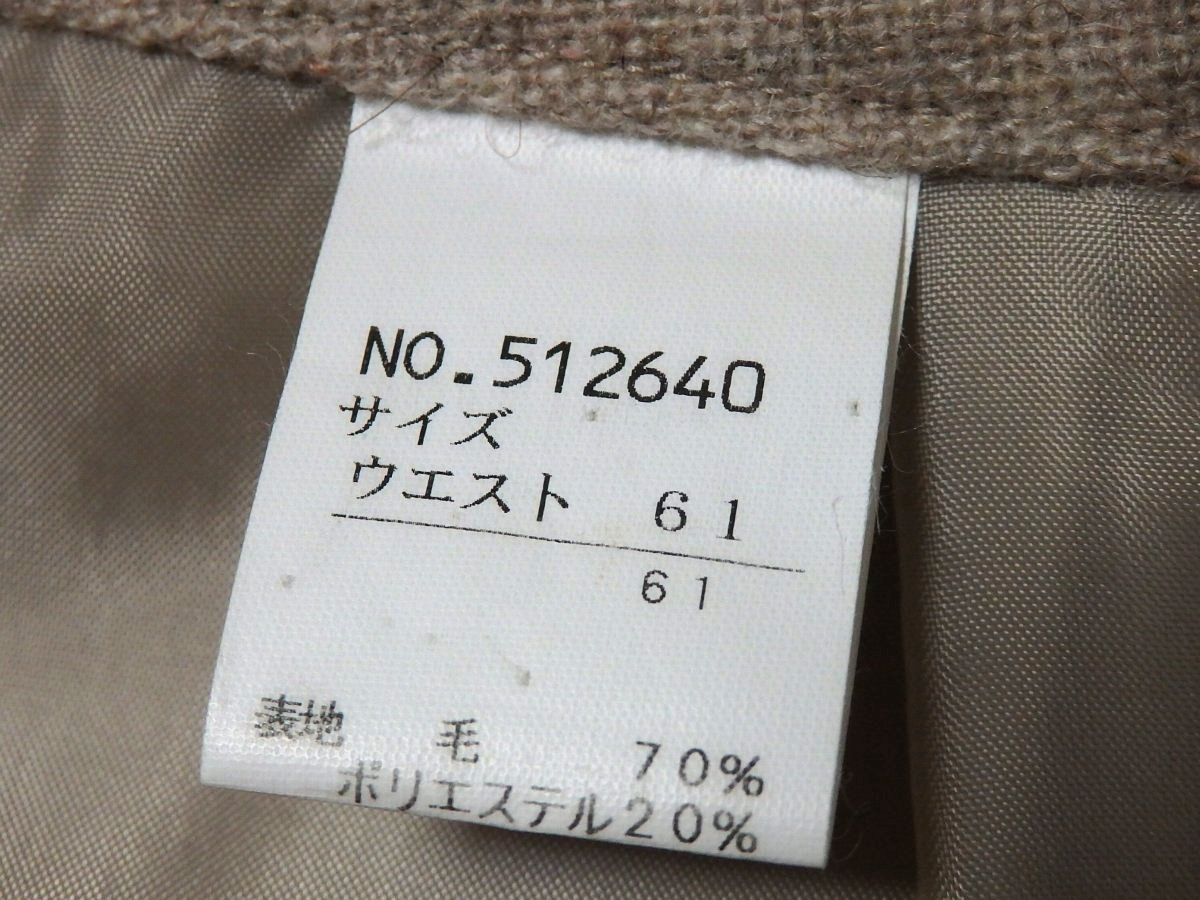 NO.512640
サイズ
ウエスト 61
61
表地 毛 70%
ポリエステル20%